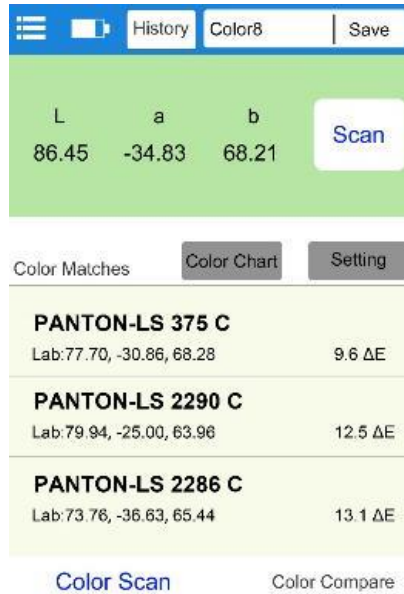 History Color8 Save
L a b
86.45 -34.83 68.21
Scan
Color Matches Color Chart Setting
PANTON-LS 375 C
Lab:77.70, -30.86, 68.28 9.6 ΔE
PANTON-LS 2290 C
Lab:79.94, -25.00, 63.96 12.5 ΔE
PANTON-LS 2286 C
Lab:73.76, -36.63, 65.44 13.1 ΔE
Color Scan Color Compare